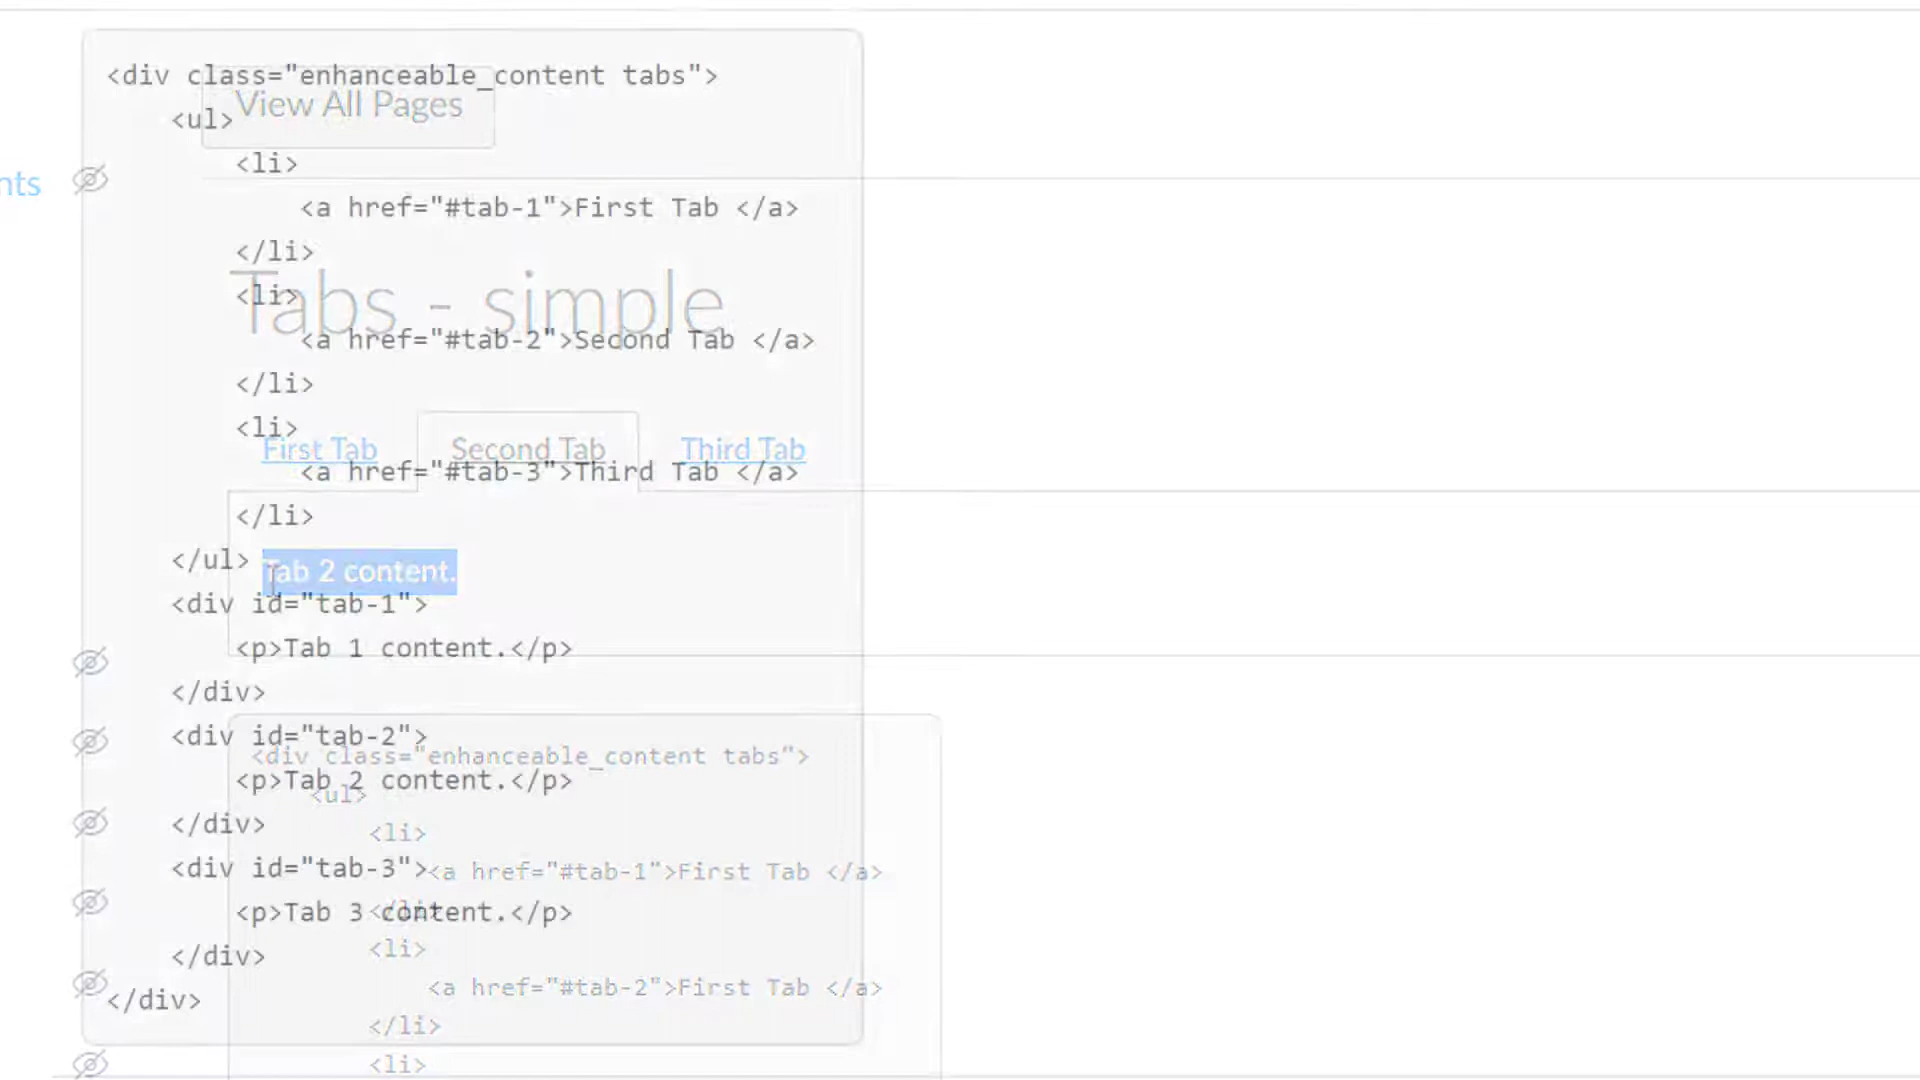 <div class="enhanceable_content tabs">
<ul>
<li>
<a href="#tab-1">First Tab </a>
</li>
<li>
<a href="#tab-2">Second Tab </a>
</li>
<li>
<a href="#tab-3">Third Tab </a>
</li>
</ul>
<div id="tab-1">
<p>Tab 1 content.</p>
</div>
<div id="tab-2">
<p>Tab 2 content.</p>
</div>
<div id="tab-3">
<p>Tab 3 content.</p>
</div>
</div>
nts
View All Pages
Tabs - simple
First Tab Second Tab Third Tab
Tab 2 content.
<div class="enhanceable_content tabs">
<ul>
<li>
<a href="#tab-1">First Tab </a>
</li>
<li>
<a href="#tab-2">First Tab </a>
</li>
<li>